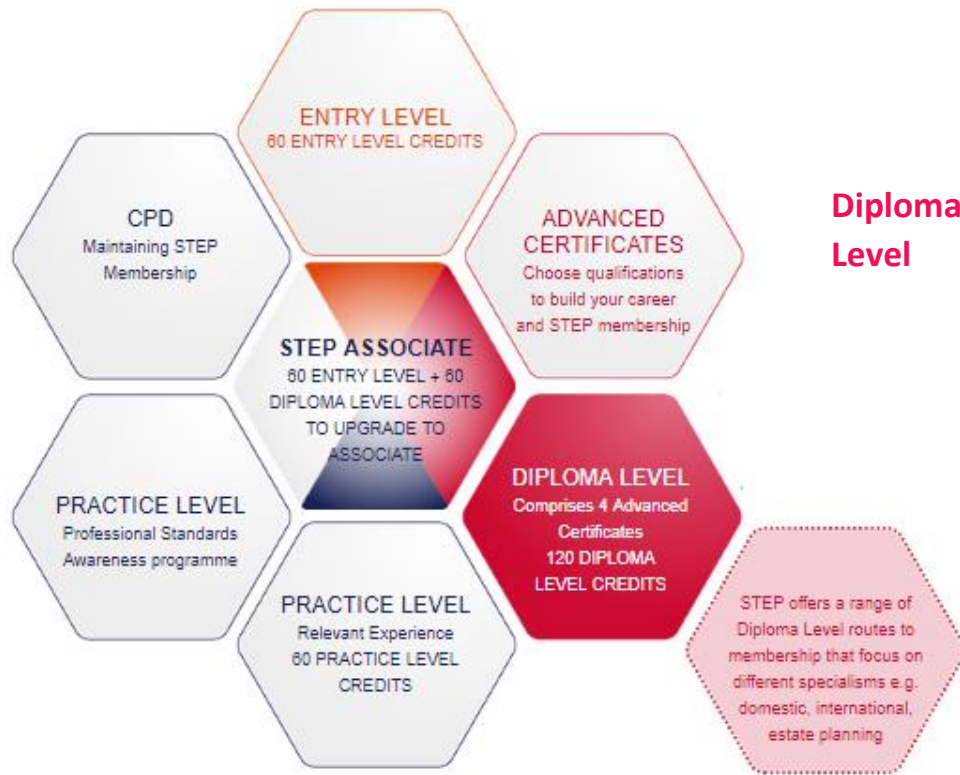 ENTRY LEVEL
60 ENTRY LEVEL CREDITS
CPD
Maintaining STEP
Membership
ADVANCED
CERTIFICATES
Choose qualifications
to build your career
and STEP membership
Diploma
Level
STEP ASSOCIATE
60 ENTRY LEVEL + 60
DIPLOMA LEVEL CREDITS
TO UPGRADE TO
ASSOCIATE
PRACTICE LEVEL
Professional Standards
Awareness programme
DIPLOMA LEVEL
Comprises 4 Advanced
Certificates
120 DIPLOMA
LEVEL CREDITS
PRACTICE LEVEL
Relevant Experience
60 PRACTICE LEVEL
CREDITS
STEP offers a range of
Diploma Level routes to
membership that focus on
different specialisms e.g.
domestic, international,
estate planning